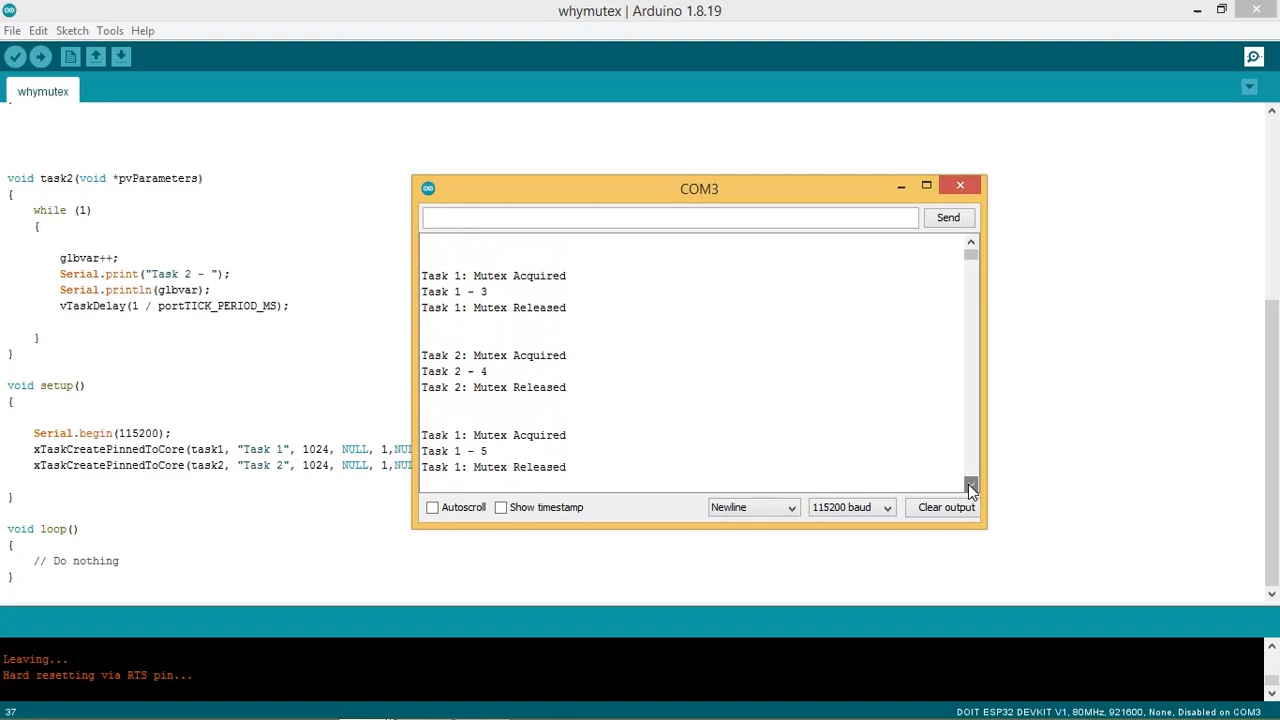 whymutex | Arduino 1.8.19
File Edit Sketch Tools Help
whymutex
void task2(void *pvParameters)
{
while (1)
{
glbvar++;
Serial.print("Task 2 - ");
Serial.println(glbvar);
vTaskDelay(1 / portTICK_PERIOD_MS);
}
}
void setup()
{
Serial.begin(115200);
xTaskCreatePinnedToCore(task1, "Task 1", 1024, NULL, 1,NU
xTaskCreatePinnedToCore(task2, "Task 2", 1024, NULL, 1,NU
}
void loop()
{
// Do nothing
}
COM3
Send
Task 1: Mutex Acquired
Task 1 - 3
Task 1: Mutex Released
Task 2: Mutex Acquired
Task 2 - 4
Task 2: Mutex Released
Task 1: Mutex Acquired
Task 1 - 5
Task 1: Mutex Released
Autoscroll Show timestamp Newline 115200 baud Clear output
Leaving...
Hard resetting via RTS pin...
37 DOIT ESP32 DEVKIT V1, 80MHz, 921600, None, Disabled on COM3